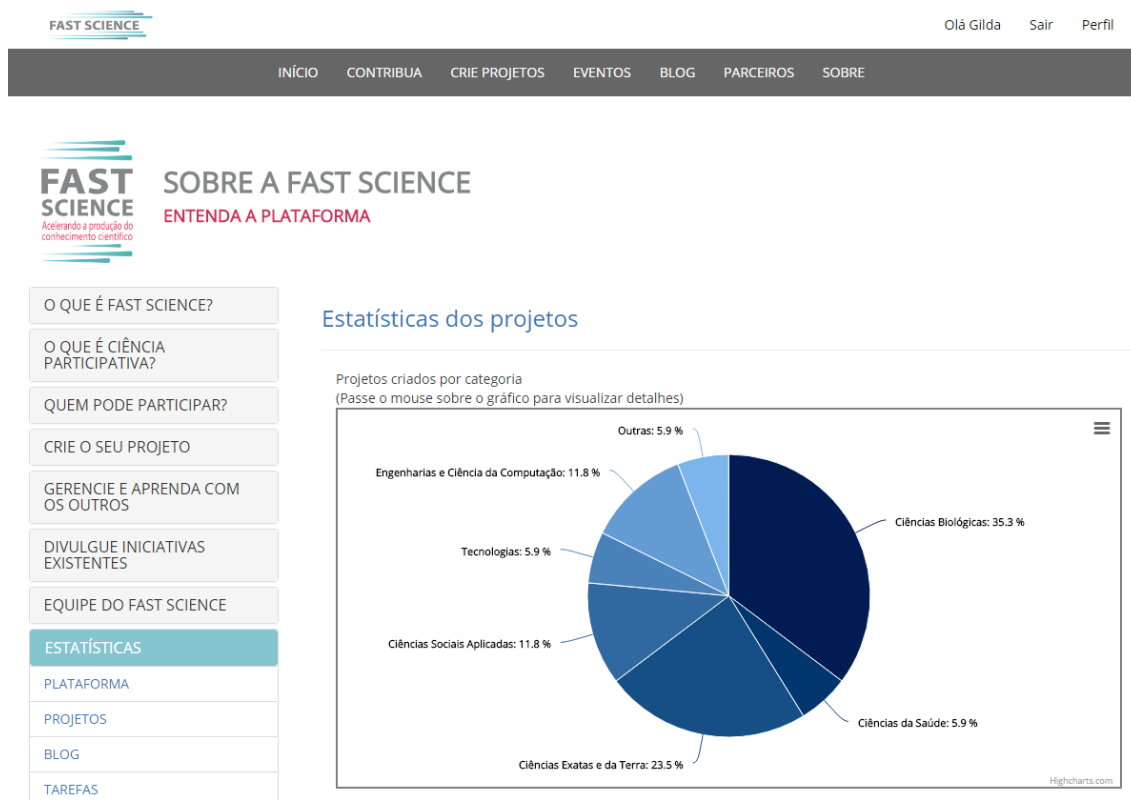 FAST SCIENCE
Olá Gilda Sair Perfil
INÍCIO CONTRIBUA CRIE PROJETOS EVENTOS BLOG PARCEIROS SOBRE
FAST
SCIENCE
Acelerando a produção do
conhecimento científico
SOBRE A FAST SCIENCE
ENTENDA A PLATAFORMA
O QUE É FAST SCIENCE?
O QUE É CIÊNCIA
PARTICIPATIVA?
QUEM PODE PARTICIPAR?
CRIE O SEU PROJETO
GERENCIE E APRENDA COM
OS OUTROS
DIVULGUE INICIATIVAS
EXISTENTES
EQUIPE DO FAST SCIENCE
ESTATÍSTICAS
PLATAFORMA
PROJETOS
BLOG
TAREFAS
Estatísticas dos projetos
Projetos criados por categoria
(Passe o mouse sobre o gráfico para visualizar detalhes)
Outras: 5.9 %
Engenharias e Ciência da Computação: 11.8 %
Ciências Biológicas: 35.3 %
Tecnologias: 5.9 %
Ciências Sociais Aplicadas: 11.8 %
Ciências da Saúde: 5.9 %
Ciências Exatas e da Terra: 23.5 %
Highcharts.com